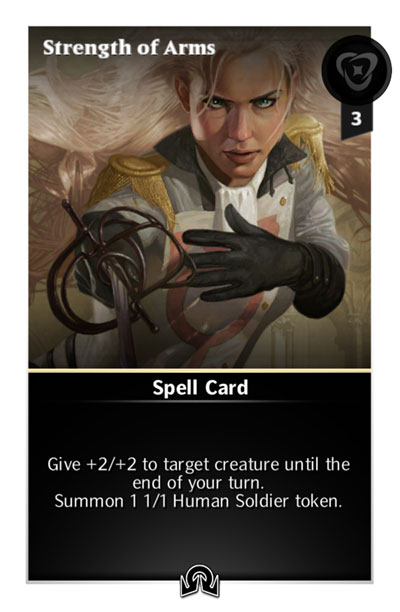 Strength of Arms
3
Spell Card
Give +2/+2 to target creature until the
end of your turn.
Summon 1 1/1 Human Soldier token.